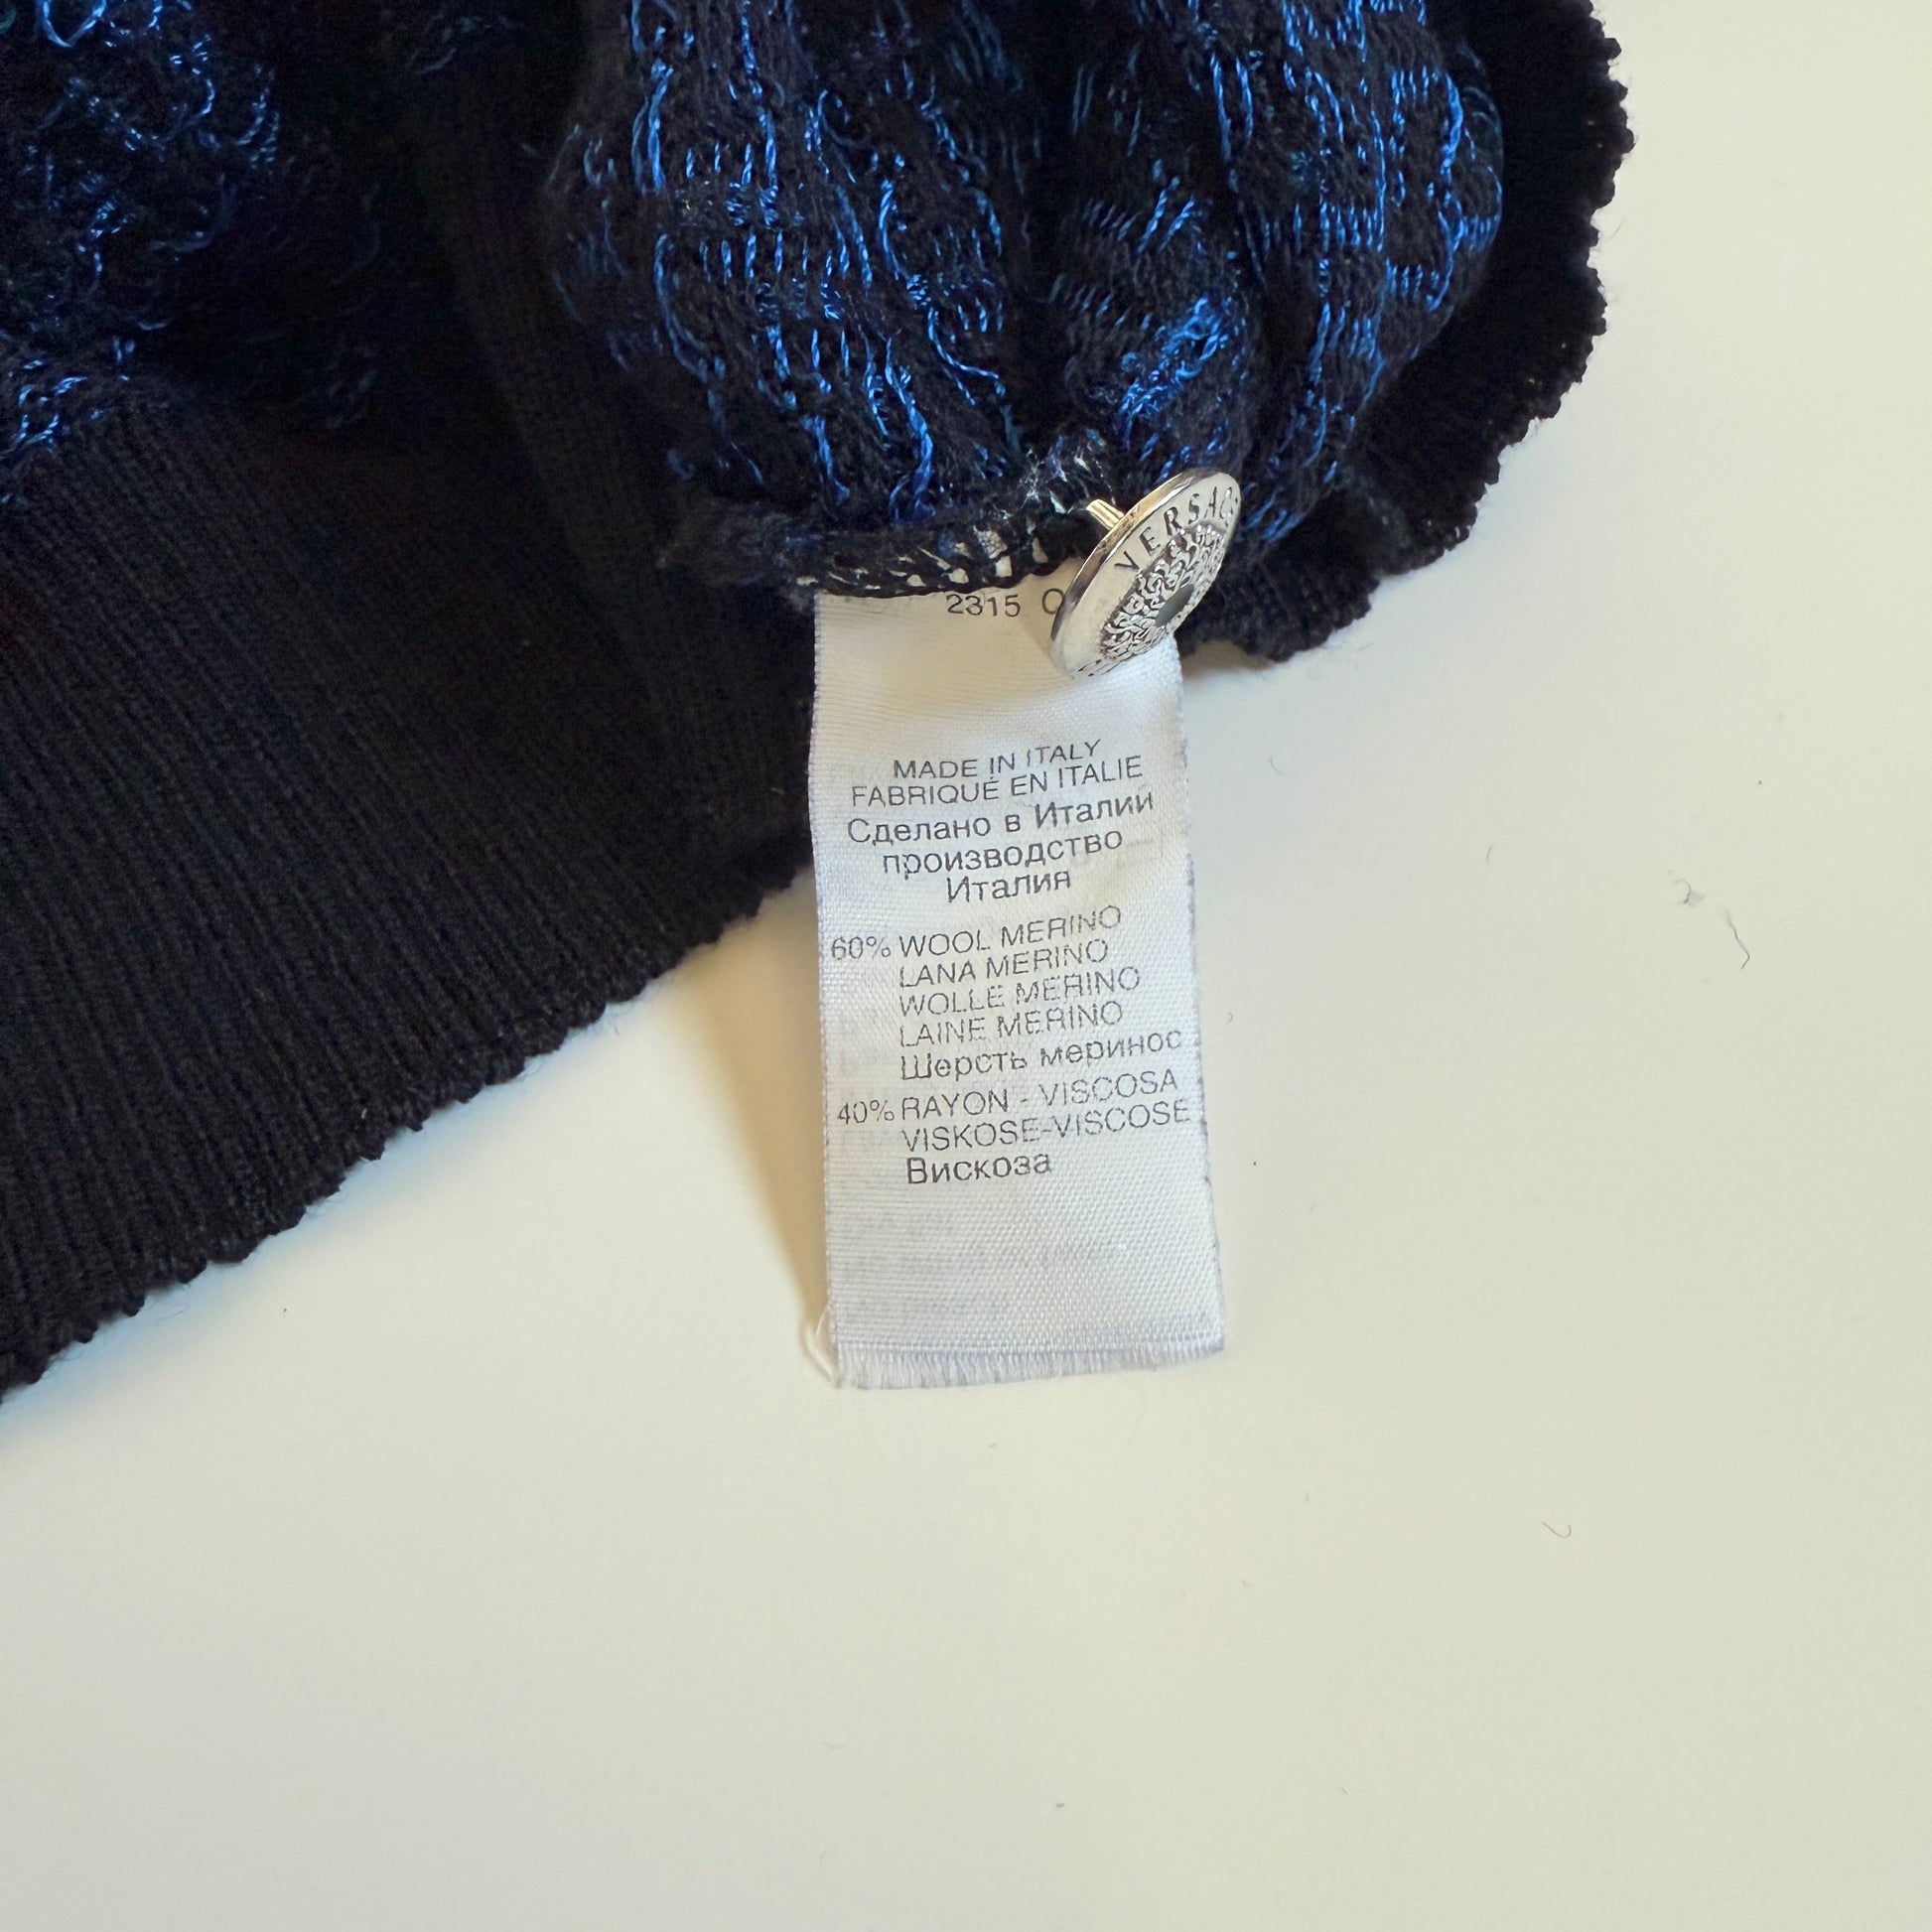 VERSAC
2315
MADE IN ITALY
FABRIQUÉ EN ITALIE
Сделано в Италии
производство
Италия
60% WOOL MERINO
LANA MERINO
WOLLE MERINO
LAINE MERINO
Шерсть меринос
40% RAYON - VISCOSA
VISKOSE-VISCOSE
Вискоза